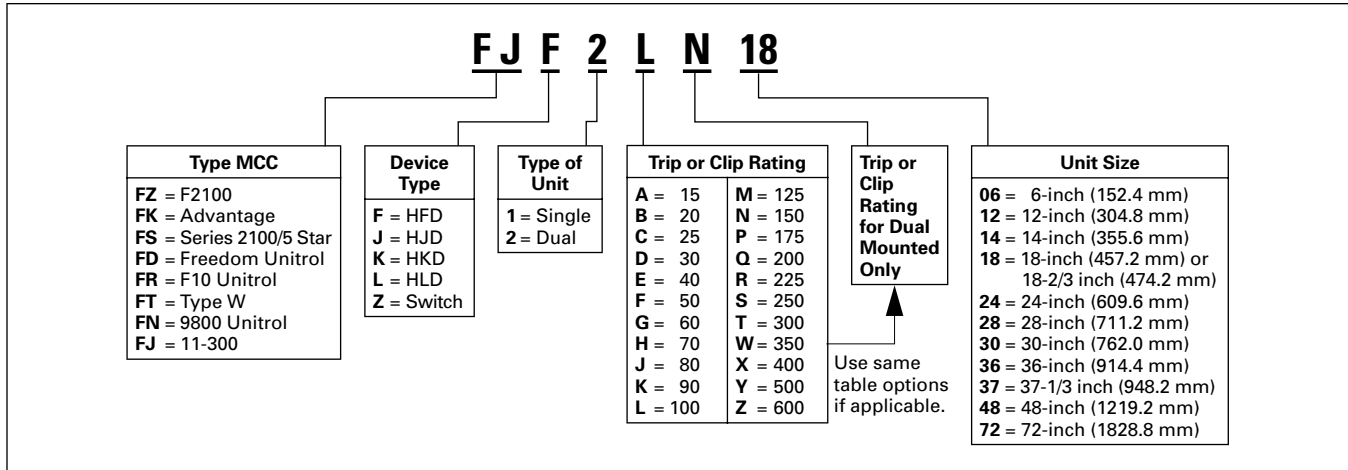 FJ F 2 L N 18
Type MCC
FZ = F2100
FK = Advantage
FS = Series 2100/5 Star
FD = Freedom Unitrol
FR = F10 Unitrol
FT = Type W
FN = 9800 Unitrol
FJ = 11-300
Device
Type
F = HFD
J = HJD
K = HKD
L = HLD
Z = Switch
Type of
Unit
1 = Single
2 = Dual
Trip or Clip Rating
A = 15
B = 20
C = 25
D = 30
E = 40
F = 50
G = 60
H = 70
J = 80
K = 90
L = 100
M = 125
N = 150
P = 175
Q = 200
R = 225
S = 250
T = 300
W = 350
X = 400
Y = 500
Z = 600
Trip or
Clip
Rating
for Dual
Mounted
Only
Use same
table options
if applicable.
Unit Size
06 = 6-inch (152.4 mm)
12 = 12-inch (304.8 mm)
14 = 14-inch (355.6 mm)
18 = 18-inch (457.2 mm) or
18-2/3 inch (474.2 mm)
24 = 24-inch (609.6 mm)
28 = 28-inch (711.2 mm)
30 = 30-inch (762.0 mm)
36 = 36-inch (914.4 mm)
37 = 37-1/3 inch (948.2 mm)
48 = 48-inch (1219.2 mm)
72 = 72-inch (1828.8 mm)